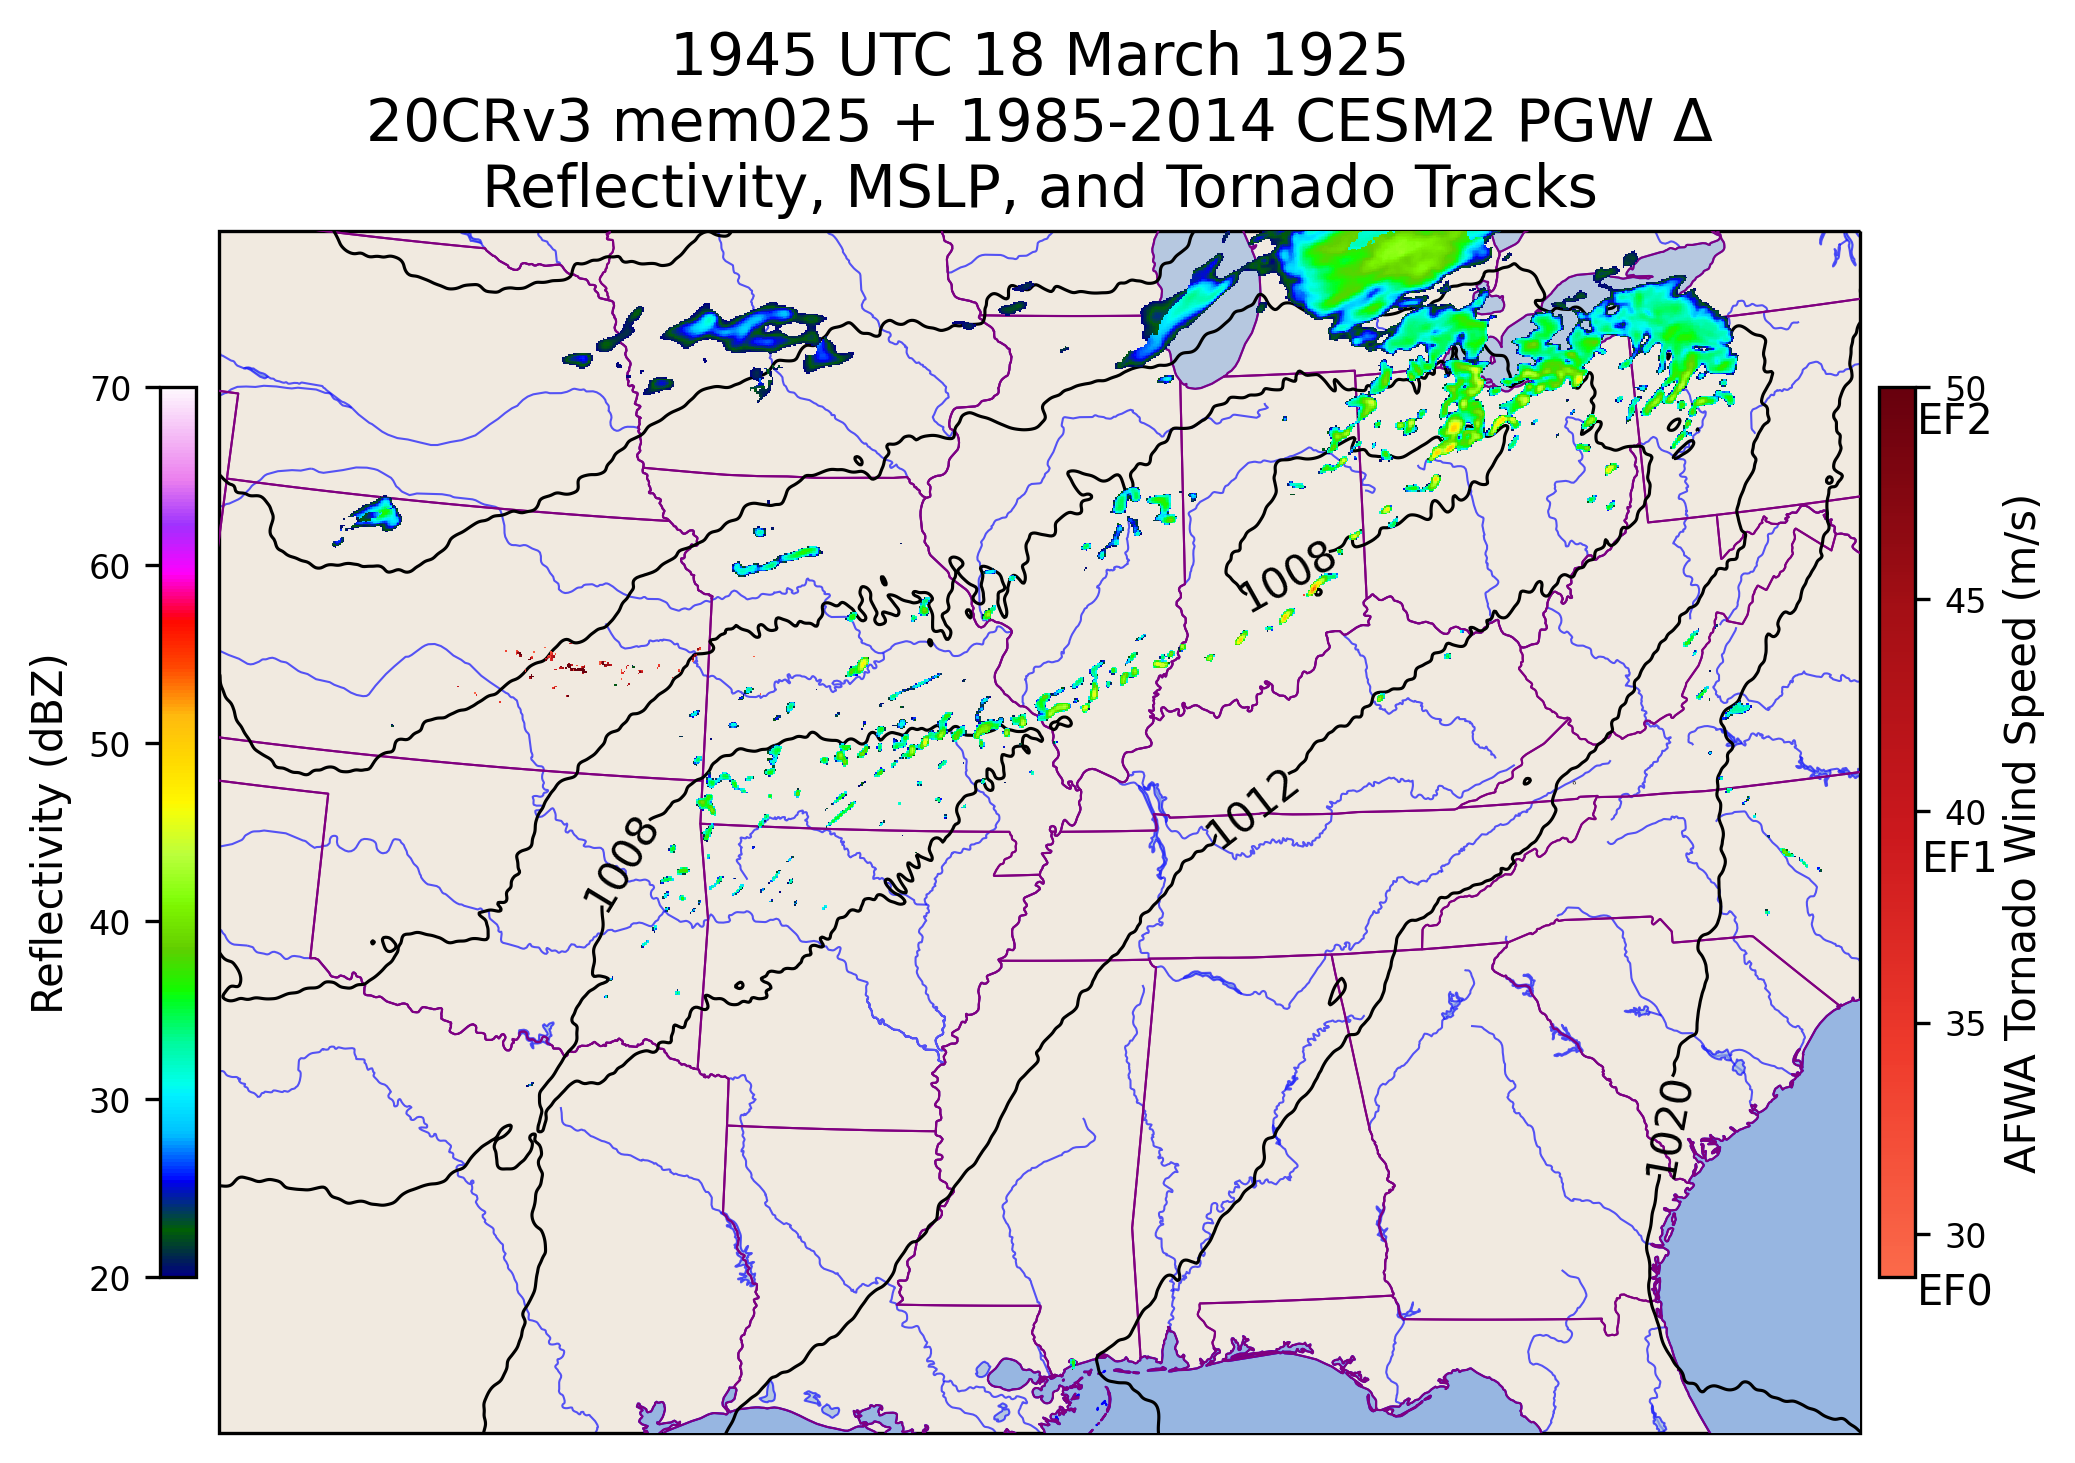 1945 UTC 18 March 1925
20CRv3 mem025 + 1985-2014 CESM2 PGW Δ
Reflectivity, MSLP, and Tornado Tracks
Reflectivity (dBZ)
70
60
50
40
30
20
1008
1008
1012
1020
50
EF2
45
40
EF1
35
30
EF0
AFWA Tornado Wind Speed (m/s)